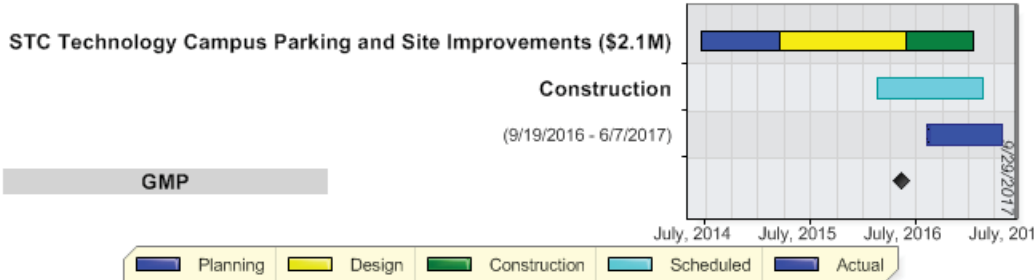 STC Technology Campus Parking and Site Improvements ($2.1M)
Construction
(9/19/2016 - 6/7/2017)
GMP
9/29/2017
July, 2014 July, 2015 July, 2016 July, 201
Planning Design Construction Scheduled Actual